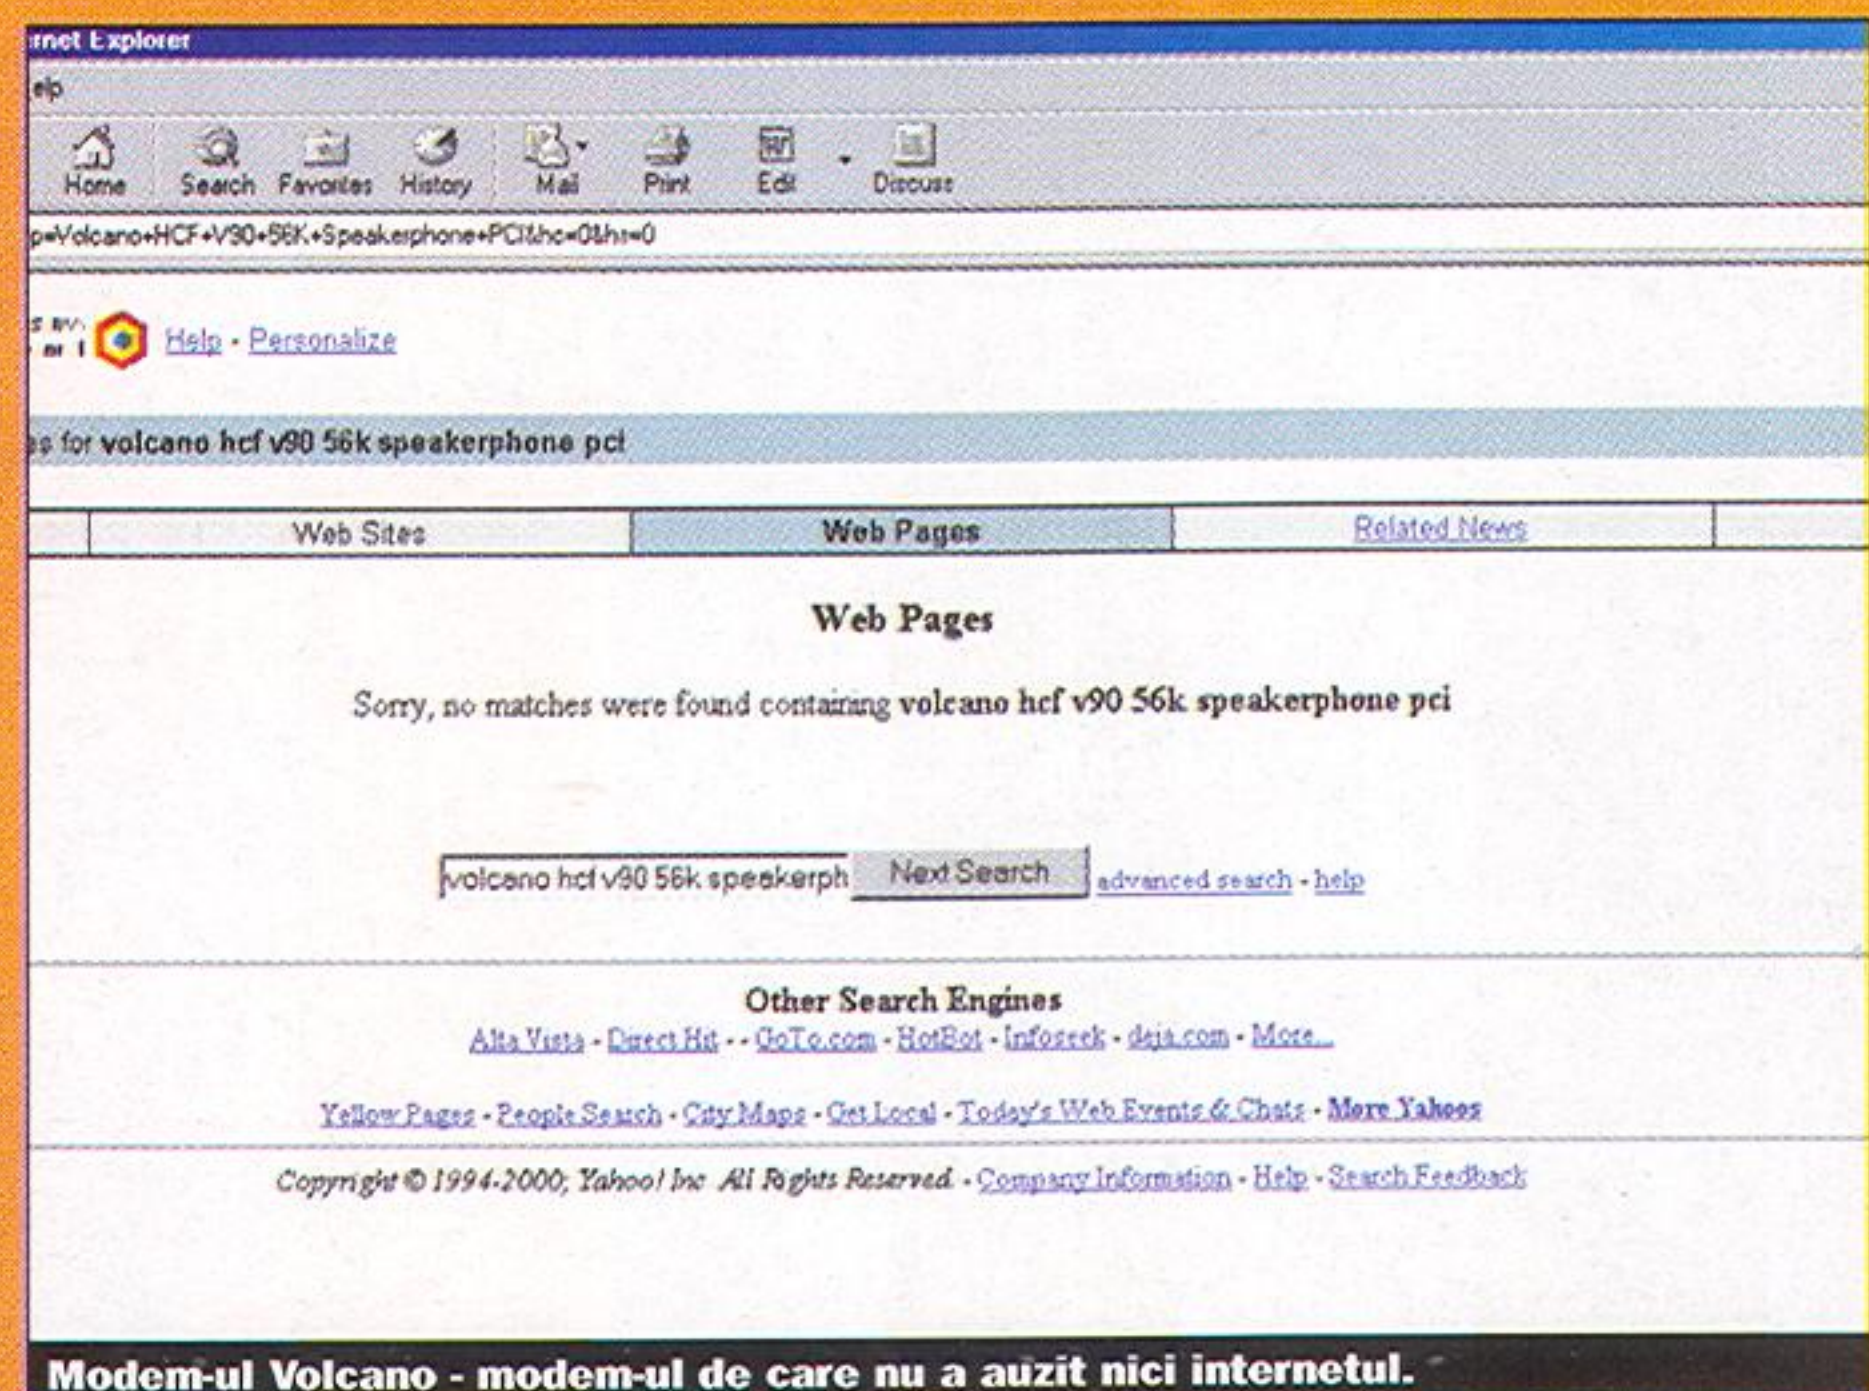 rnet Explorer
elp
Home Search Favorites History Mail Print Edit Discuss
p=Volcano+HCF+V90+56K+Speakerphone+PCI&hc=0&hs=0
Help - Personalize
es for volcano hcf v90 56k speakerphone pci
Web Sites Web Pages Related News
Web Pages
Sorry, no matches were found containing volcano hcf v90 56k speakerphone pci
volcano hcf v90 56k speakerph Next Search advanced search - help
Other Search Engines
Alta Vista - Direct Hit - - GoTo.com - HotBot - Infoseek - deja.com - More...
Yellow Pages - People Search - City Maps - Get Local - Today's Web Events & Chats - More Yahoos
Copyright © 1994-2000, Yahoo! Inc All Rights Reserved. - Company Information - Help - Search Feedback
Modem-ul Volcano - modem-ul de care nu a auzit nici internetul.